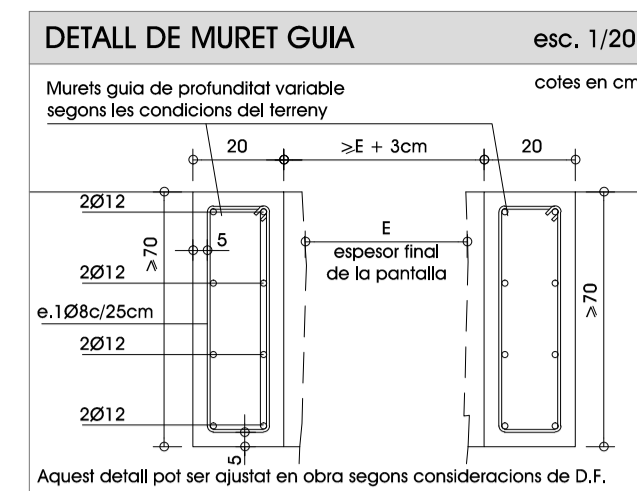 DETALL DE MURET GUIA esc. 1/20
Murets guia de profunditat variable cotes en cm
segons les condicions del terreny
20 ≥E + 3cm 20
2Ø12
E
≥70 5 espesor final
2Ø12 de la pantalla
≥70
e.1Ø8c/25cm
2Ø12
2Ø12
5
Aquest detall pot ser ajustat en obra segons consideracions de D.F.